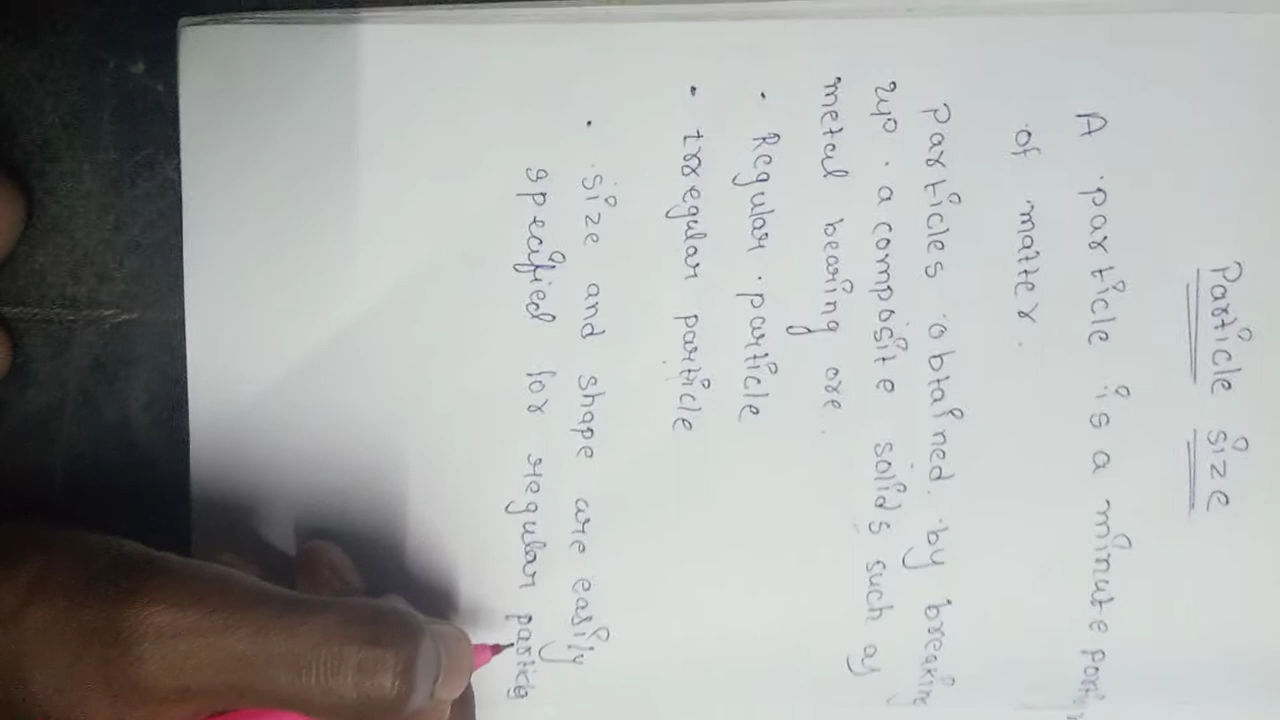 Particle size
A particle is a minute
of matter.
Particles obtained by breaking
up a composite solids such as
metal bearing ore.
• Regular particle
• Irregular particle
• size and shape are easily
specified for regular particle